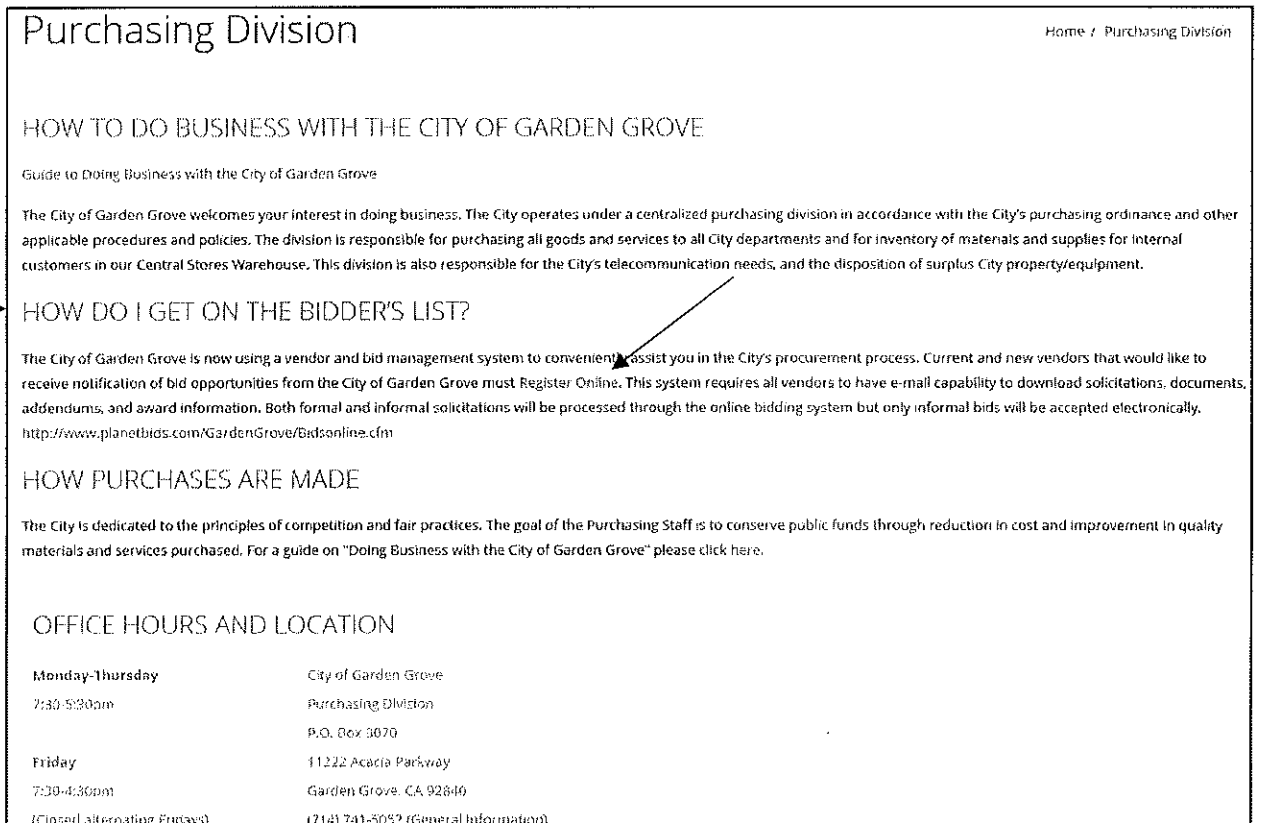 Purchasing Division
Home / Purchasing Division
HOW TO DO BUSINESS WITH THE CITY OF GARDEN GROVE
Guide to Doing Business with the City of Garden Grove
The City of Garden Grove welcomes your interest in doing business. The City operates under a centralized purchasing division in accordance with the City's purchasing ordinance and other
applicable procedures and policies. The division is responsible for purchasing all goods and services to all City departments and for inventory of materials and supplies for internal
customers in our Central Stores Warehouse. This division is also responsible for the City's telecommunication needs, and the disposition of surplus City property/equipment.
HOW DO I GET ON THE BIDDER'S LIST?
The City of Garden Grove is now using a vendor and bid management system to conveniently assist you in the City's procurement process. Current and new vendors that would like to
receive notification of bid opportunities from the City of Garden Grove must Register Online. This system requires all vendors to have e-mail capability to download solicitations, documents,
addendums, and award information. Both formal and informal solicitations will be processed through the online bidding system but only informal bids will be accepted electronically.
http://www.planetbids.com/GardenGrove/Bidsonline.cfm
HOW PURCHASES ARE MADE
The City is dedicated to the principles of competition and fair practices. The goal of the Purchasing Staff is to conserve public funds through reduction in cost and improvement in quality
materials and services purchased. For a guide on "Doing Business with the City of Garden Grove" please click here.
OFFICE HOURS AND LOCATION
Monday-Thursday
7:30-5:30pm
Friday
7:30-4:30pm
(Closed alternating Fridays)
City of Garden Grove
Purchasing Division
P.O. Box 3070
11222 Acacia Parkway
Garden Grove, CA 92840
(714) 741-5052 (General Information)